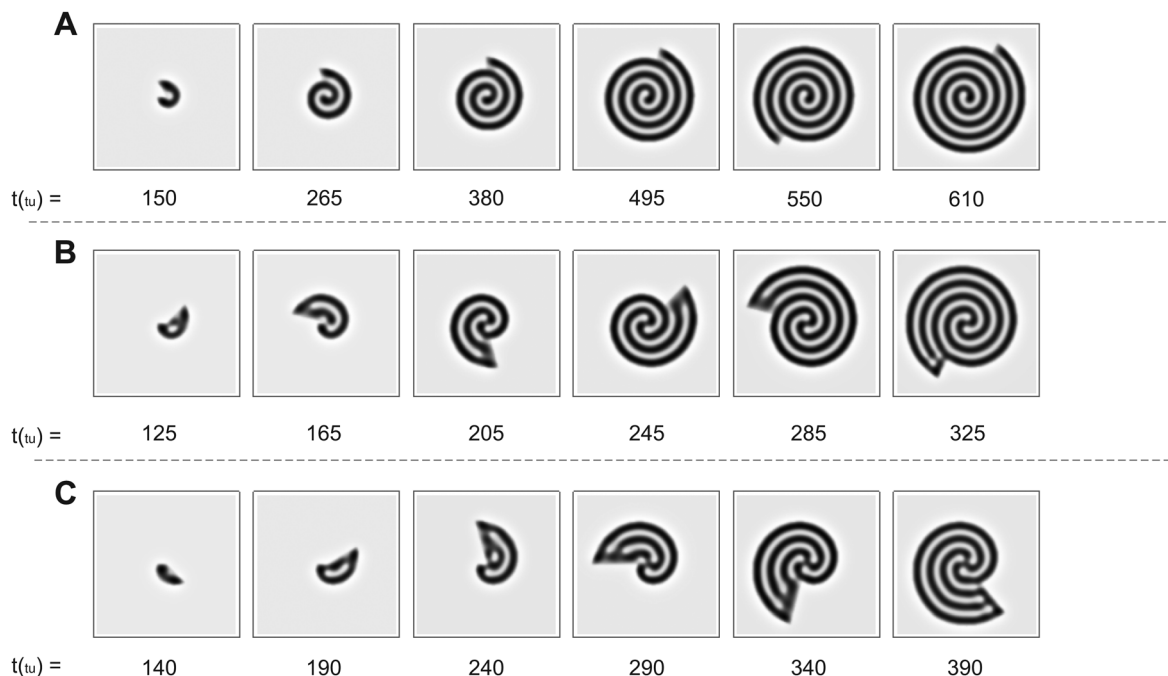 A
t(tu) = 150 265 380 495 550 610
B
t(tu) = 125 165 205 245 285 325
C
t(tu) = 140 190 240 290 340 390